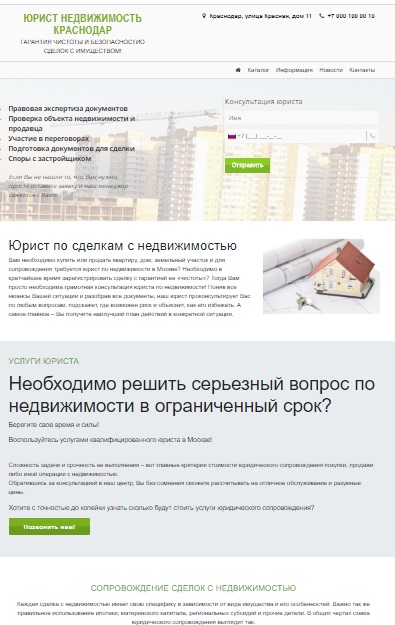 ЮРИСТ НЕДВИЖИМОСТЬ
КРАСНОДАР
ГАРАНТИЯ ЧИСТОТЫ И БЕЗОПАСНОСТИО
СДЕЛОК С ИМУЩЕСТВОМ!
Краснодар, улица Красная, дом 11
+7 000 100 00 10
Каталог Информация Новости Контакты
Правовая экспертиза документов
Проверка объекта недвижимости и
продавца
Участие в переговорах
Подготовка документов для сделки
Споры с застройщиком
Если Вы не нашли то, что Вам нужно,
просто оставьте заявку и наш менеджер
свяжется с Вами.
Консультация юриста
Имя
+7 (___) ___-__-__
Отправить
Юрист по сделкам с недвижимостью
Вам необходимо купить или продать квартиру, дом, земельный участок и для
сопровождения требуется юрист по недвижимости в Москве? Необходимо в
кратчайшее время зарегистрировать сделку с гарантией её «чистоты»? Тогда Вам
просто необходима грамотная консультация юриста по недвижимости! Поняв все
нюансы Вашей ситуации и разобрав все документы, наш юрист проконсультирует Вас
по любым вопросам, подскажет, где возможен риск и объяснит, как его избежать. А
самое главное – Вы получите наилучший план действий в конкретной ситуации.
УСЛУГИ ЮРИСТА
Необходимо решить серьезный вопрос по
недвижимости в ограниченный срок?
Берегите свое время и силы!
Воспользуйтесь услугами квалифицированного юриста в Москве!
Сложность задачи и срочность ее выполнения – вот главные критерии стоимости юридического сопровождения покупки, продажи
либо иной операции с недвижимостью.
Обратившись за консультацией в наш центр, Вы без сомнения сможете рассчитывать на отличное обслуживание и разумные
цены.
Хотите с точностью до копейки узнать сколько будут стоить услуги юридического сопровождения?
Позвонить нам!
СОПРОВОЖДЕНИЕ СДЕЛОК С НЕДВИЖИМОСТЬЮ
Каждая сделка с недвижимостью имеет свою специфику в зависимости от вида имущества и его особенностей. Важно так же
правильное использование ипотеки, материнского капитала, региональных субсидий и прочие детали. В общих чертах схема
юридического сопровождения выглядит так.